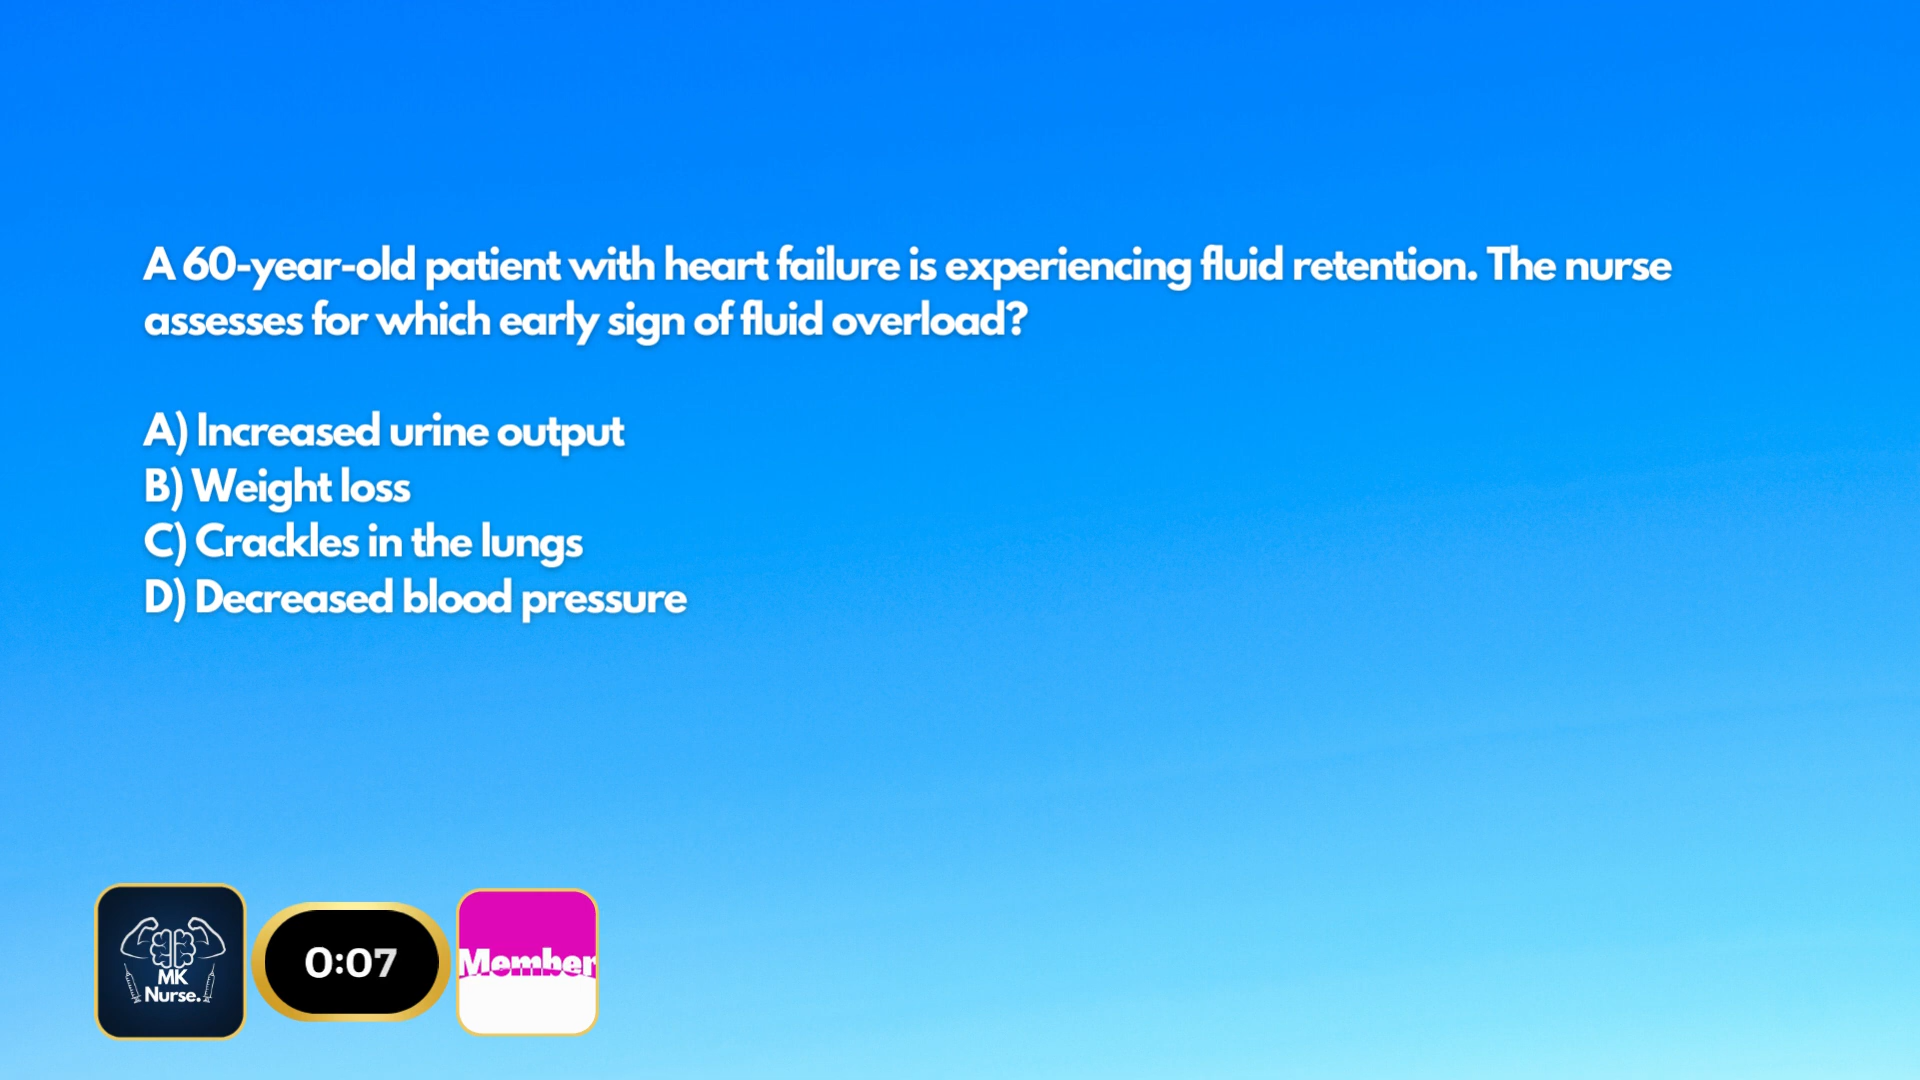 A 60-year-old patient with heart failure is experiencing fluid retention. The nurse
assesses for which early sign of fluid overload?
A) Increased urine output
B) Weight loss
C) Crackles in the lungs
D) Decreased blood pressure
MK
Nurse.
0:07
Member